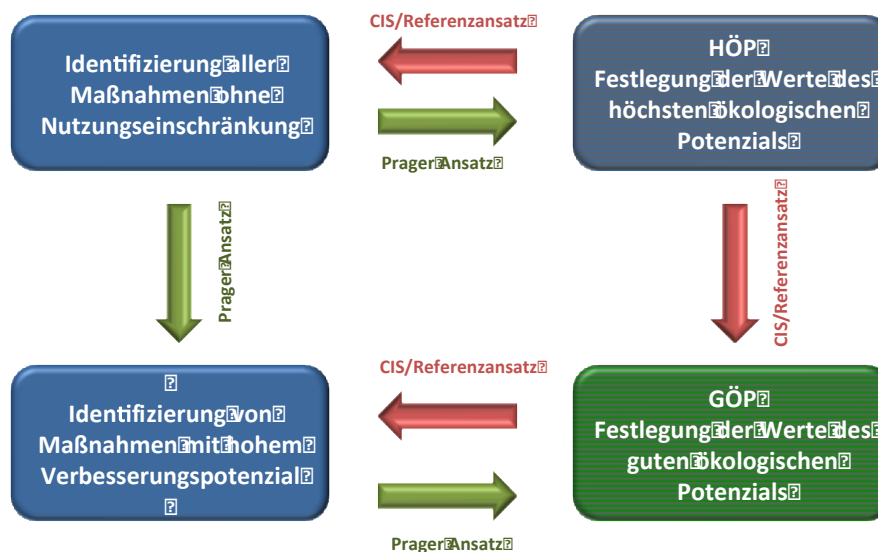 CIS/Referenzansatz
Identifizierung aller
Maßnahmen ohne
Nutzungseinschränkung
HÖP
Festlegung der Werte des
höchsten ökologischen
Potenzials
Prager Ansatz
Prager Ansatz
CIS/Referenzansatz
CIS/Referenzansatz
Identifizierung von
Maßnahmen mit hohem
Verbesserungspotenzial
GÖP
Festlegung der Werte des
guten ökologischen
Potenzials
Prager Ansatz